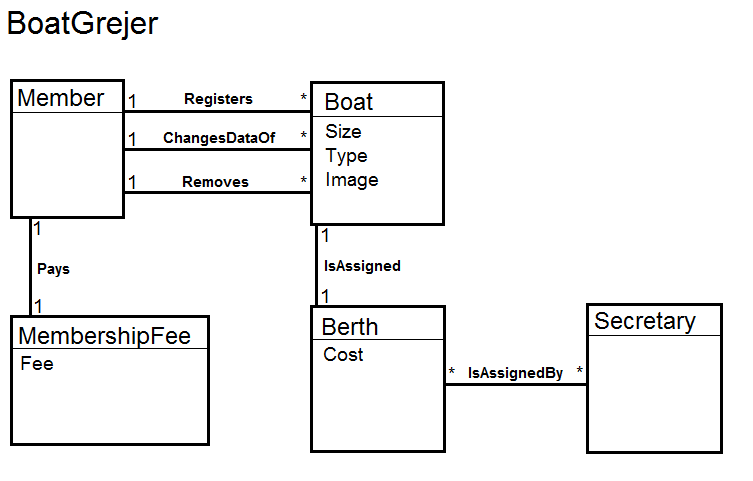 BoatGrejer
Member
1 Registers *
1 ChangesDataOf *
1 Removes *
Boat
Size
Type
Image
1
Pays
1
1
IsAssigned
1
MembershipFee
Fee
Berth
Cost
* IsAssignedBy *
Secretary